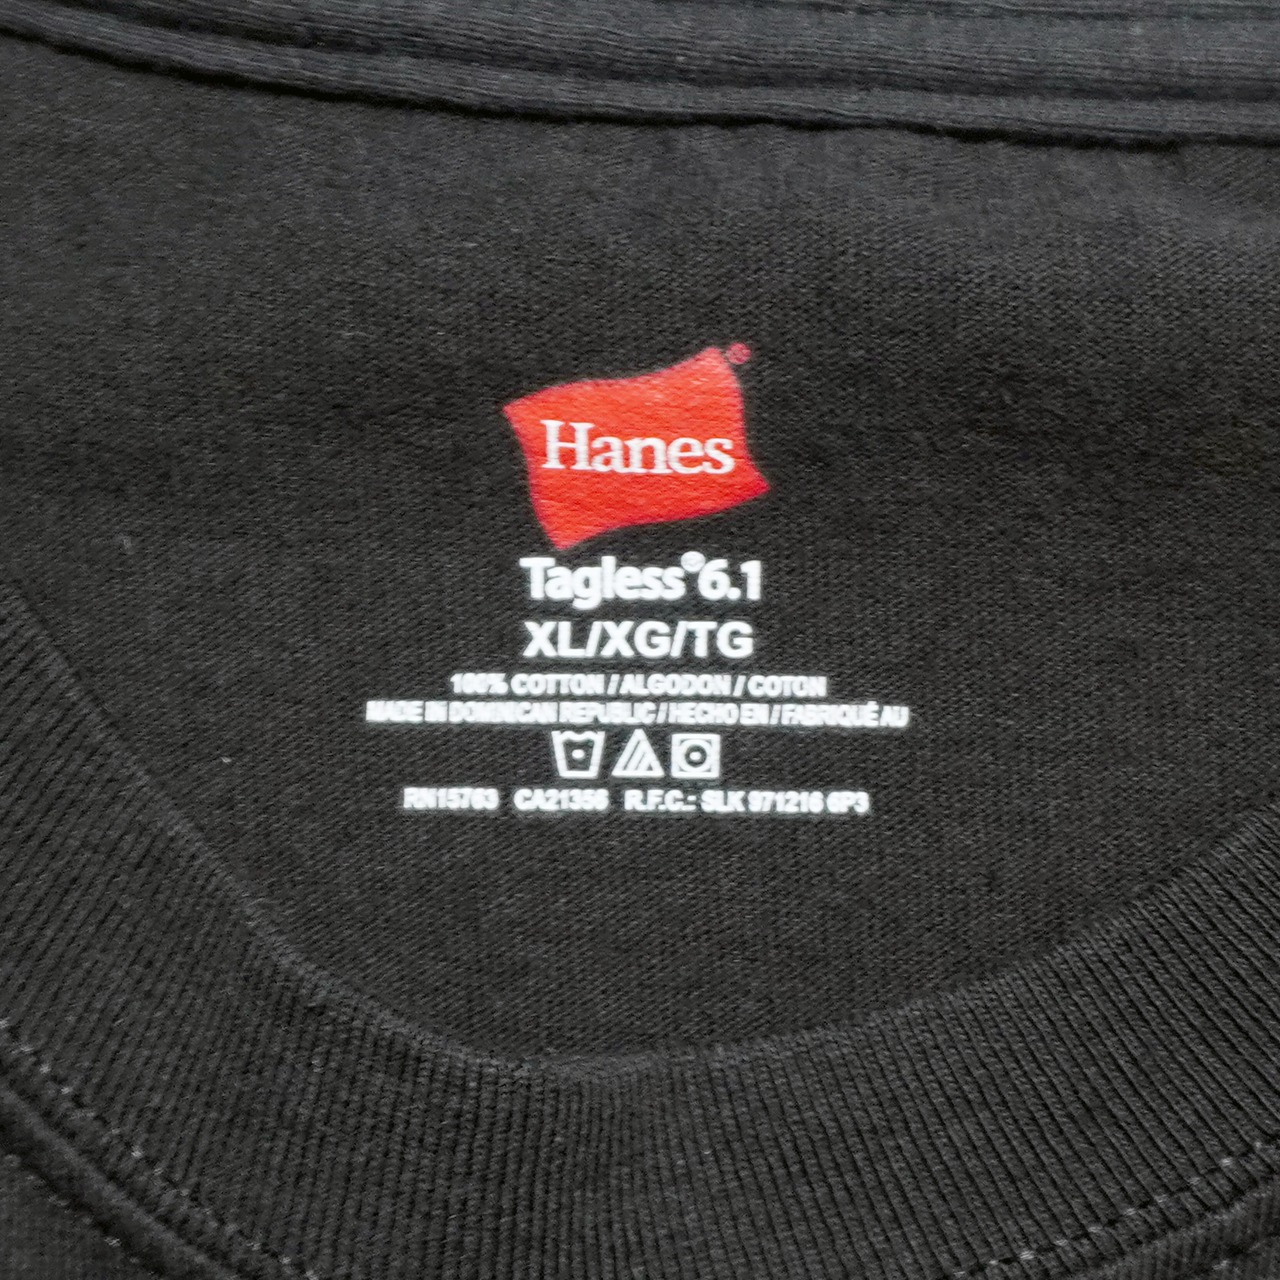 Hanes®
Tagless®6.1
XL/XG/TG
100% COTTON / ALGODON / COTON
MADE IN DOMINICAN REPUBLIC / HECHO EN / FABRIQUÉ AU
RN15763 CA21356 R.F.C.: SLK 971216 6P3